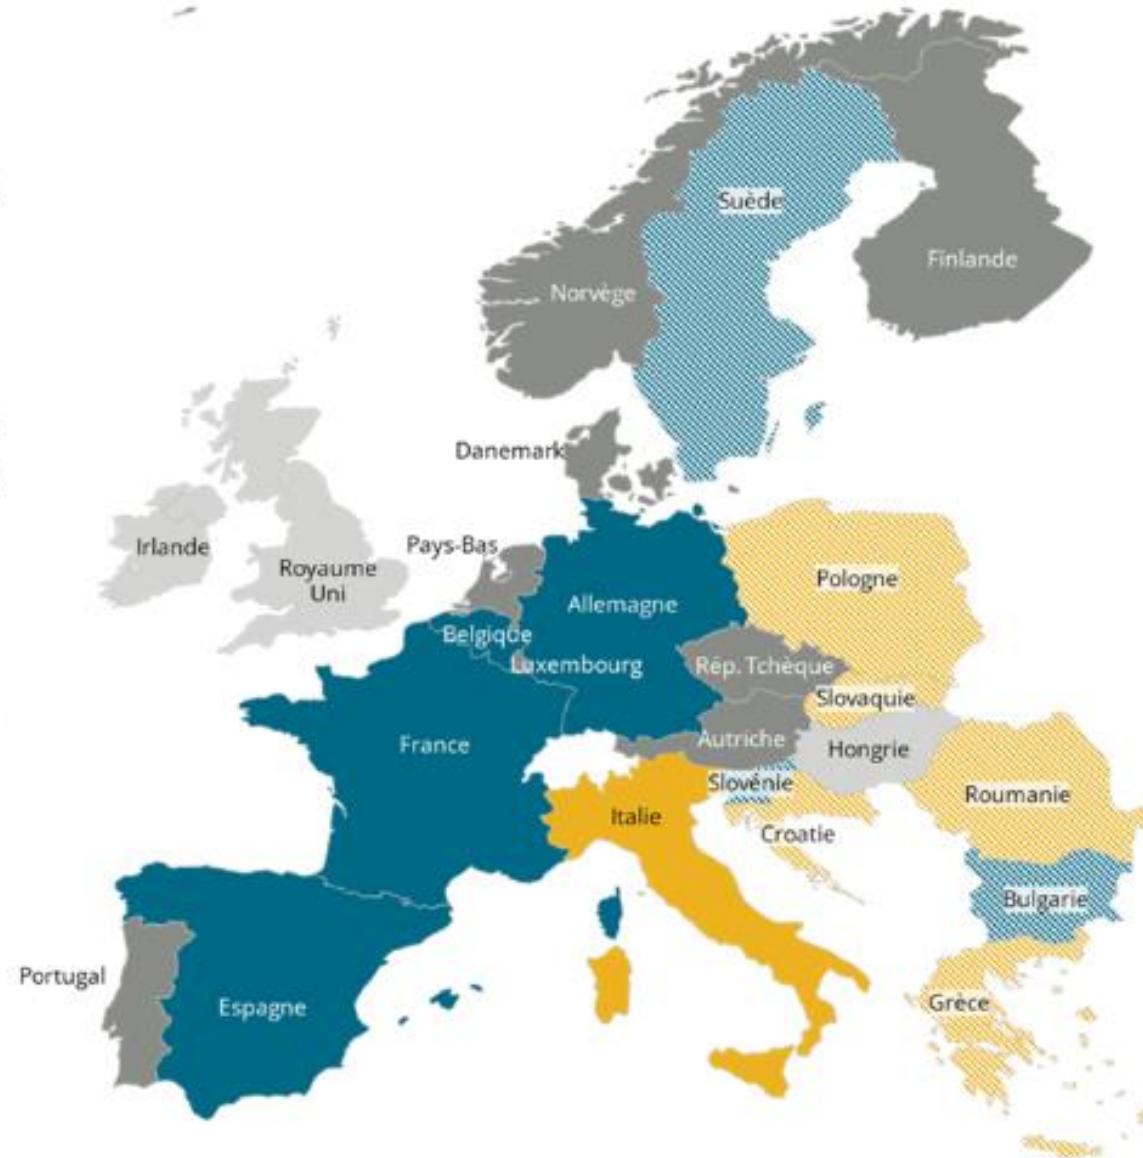 Suède
Finlande
Norvège
Danemark
Irlande
Pays-Bas
Royaume
Uni
Pologne
Allemagne
Belgique
Luxembourg
Rép. Tchèque
Slovaquie
France
Autriche
Hongrie
Slovénie
Roumanie
Italie
Croatie
Bulgarie
Portugal
Espagne
Grèce